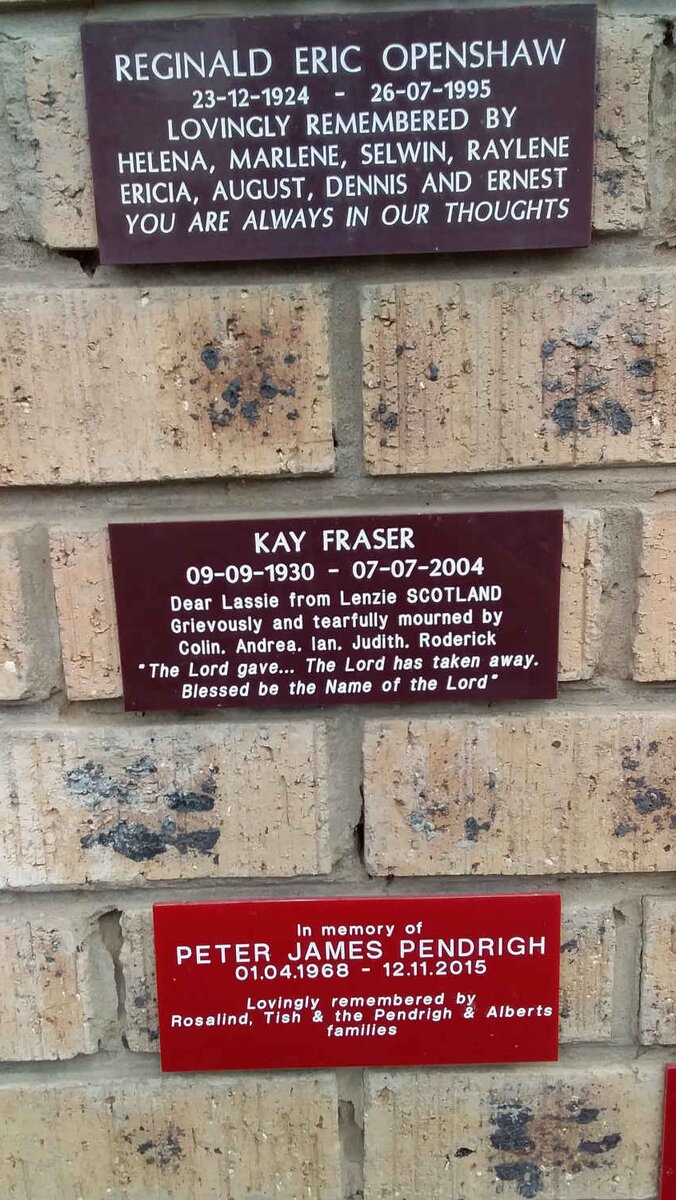 REGINALD ERIC OPENSHAW
23-12-1924 - 26-07-1995
LOVINGLY REMEMBERED BY
HELENA, MARLENE, SELWIN, RAYLENE
ERICIA, AUGUST, DENNIS AND ERNEST
YOU ARE ALWAYS IN OUR THOUGHTS
KAY FRASER
09-09-1930 - 07-07-2004
Dear Lassie from Lenzie SCOTLAND
Grievously and tearfully mourned by
Colin. Andrea. Ian. Judith. Roderick
"The Lord gave... The Lord has taken away.
Blessed be the Name of the Lord"
In memory of
PETER JAMES PENDRIGH
01.04.1968 - 12.11.2015
Lovingly remembered by
Rosalind, Tish & the Pendrigh & Alberts
families